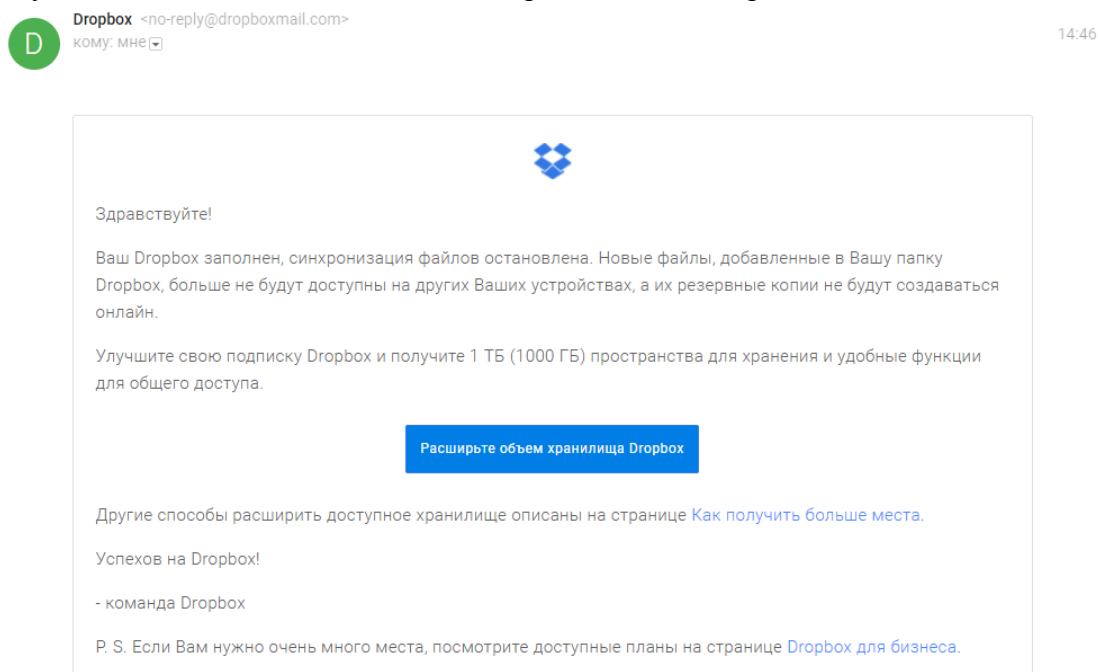 Dropbox <no-reply@dropboxmail.com>
кому: мне
14:46
D
Здравствуйте!
Ваш Dropbox заполнен, синхронизация файлов остановлена. Новые файлы, добавленные в Вашу папку
Dropbox, больше не будут доступны на других Ваших устройствах, а их резервные копии не будут создаваться
онлайн.
Улучшите свою подписку Dropbox и получите 1 ТБ (1000 ГБ) пространства для хранения и удобные функции
для общего доступа.
Расширьте объем хранилища Dropbox
Другие способы расширить доступное хранилище описаны на странице Как получить больше места.
Успехов на Dropbox!
- команда Dropbox
P. S. Если Вам нужно очень много места, посмотрите доступные планы на странице Dropbox для бизнеса.